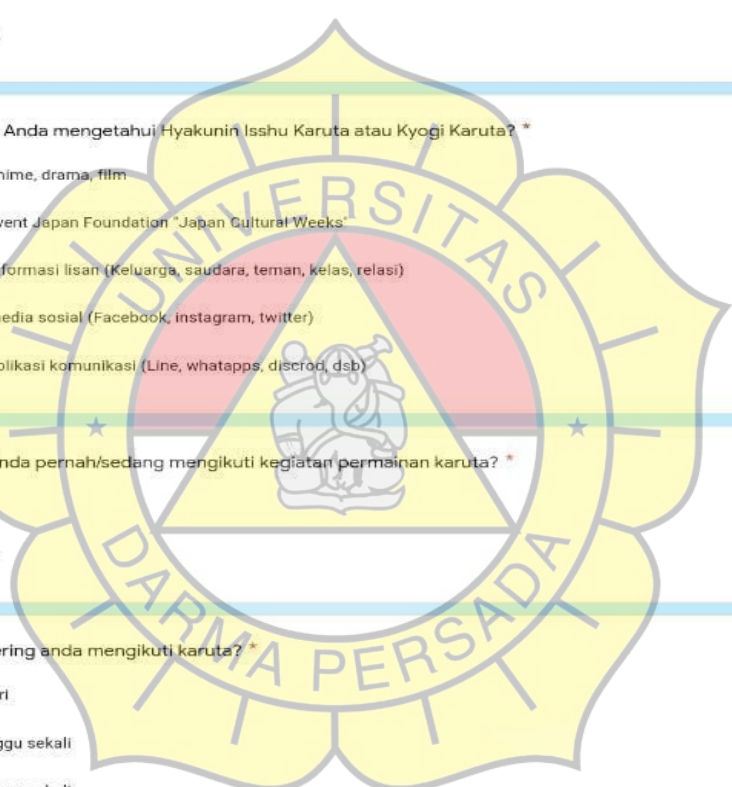 Anda mengetahui Hyakunin Isshu Karuta atau Kyogi Karuta? *
nime, drama, film
vent Japan Foundation "Japan Cultural Weeks"
formasi lisan (Keluarga, saudara, teman, kelas, relasi)
edia sosial (Facebook, instagram, twitter)
plikasi komunikasi (Line, whatapps, discrod, dsb)
nda pernah/sedang mengikuti kegiatan permainan karuta? *
ering anda mengikuti karuta? *
ri
ggu sekali
UNIVERSITAS
DARMA PERSADA